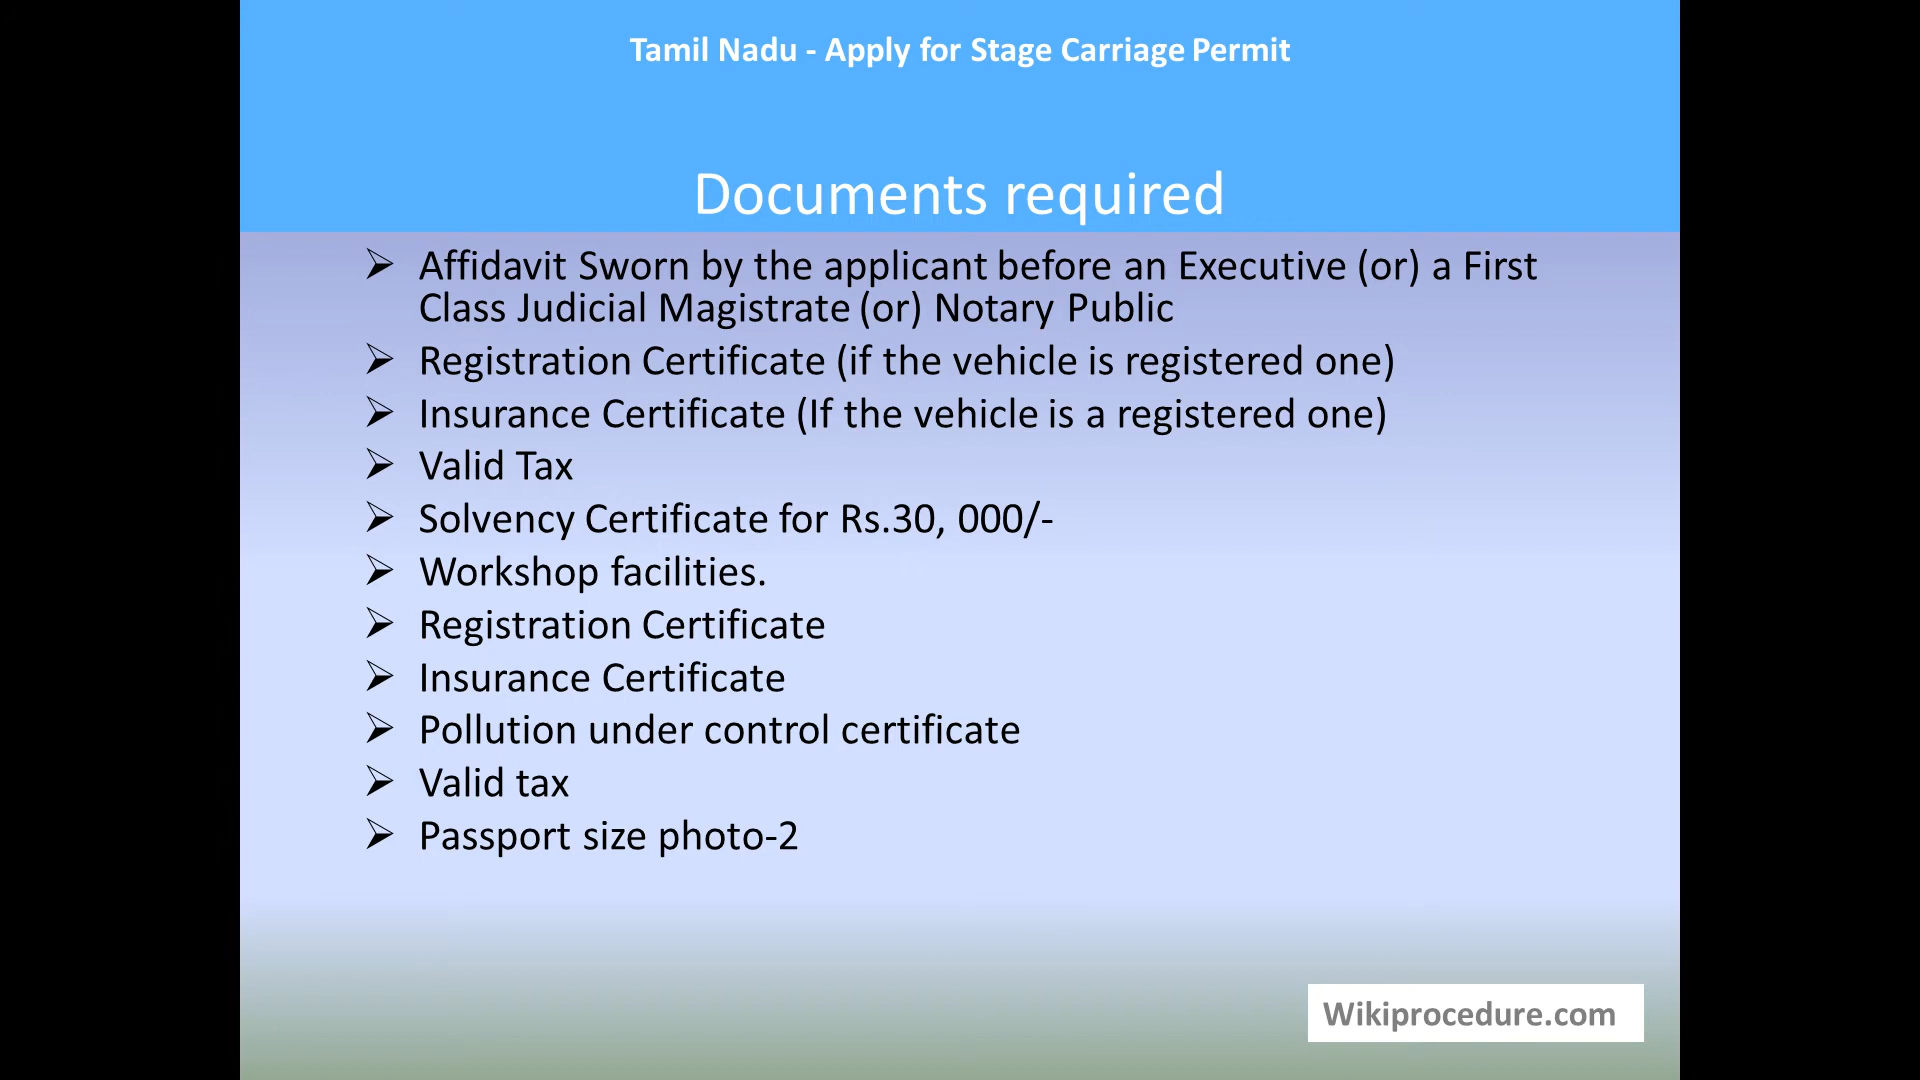 Tamil Nadu - Apply for Stage Carriage Permit
Documents required
➢ Affidavit Sworn by the applicant before an Executive (or) a First
Class Judicial Magistrate (or) Notary Public
➢ Registration Certificate (if the vehicle is registered one)
➢ Insurance Certificate (If the vehicle is a registered one)
➢ Valid Tax
➢ Solvency Certificate for Rs.30, 000/-
➢ Workshop facilities.
➢ Registration Certificate
➢ Insurance Certificate
➢ Pollution under control certificate
➢ Valid tax
➢ Passport size photo-2
Wikiprocedure.com